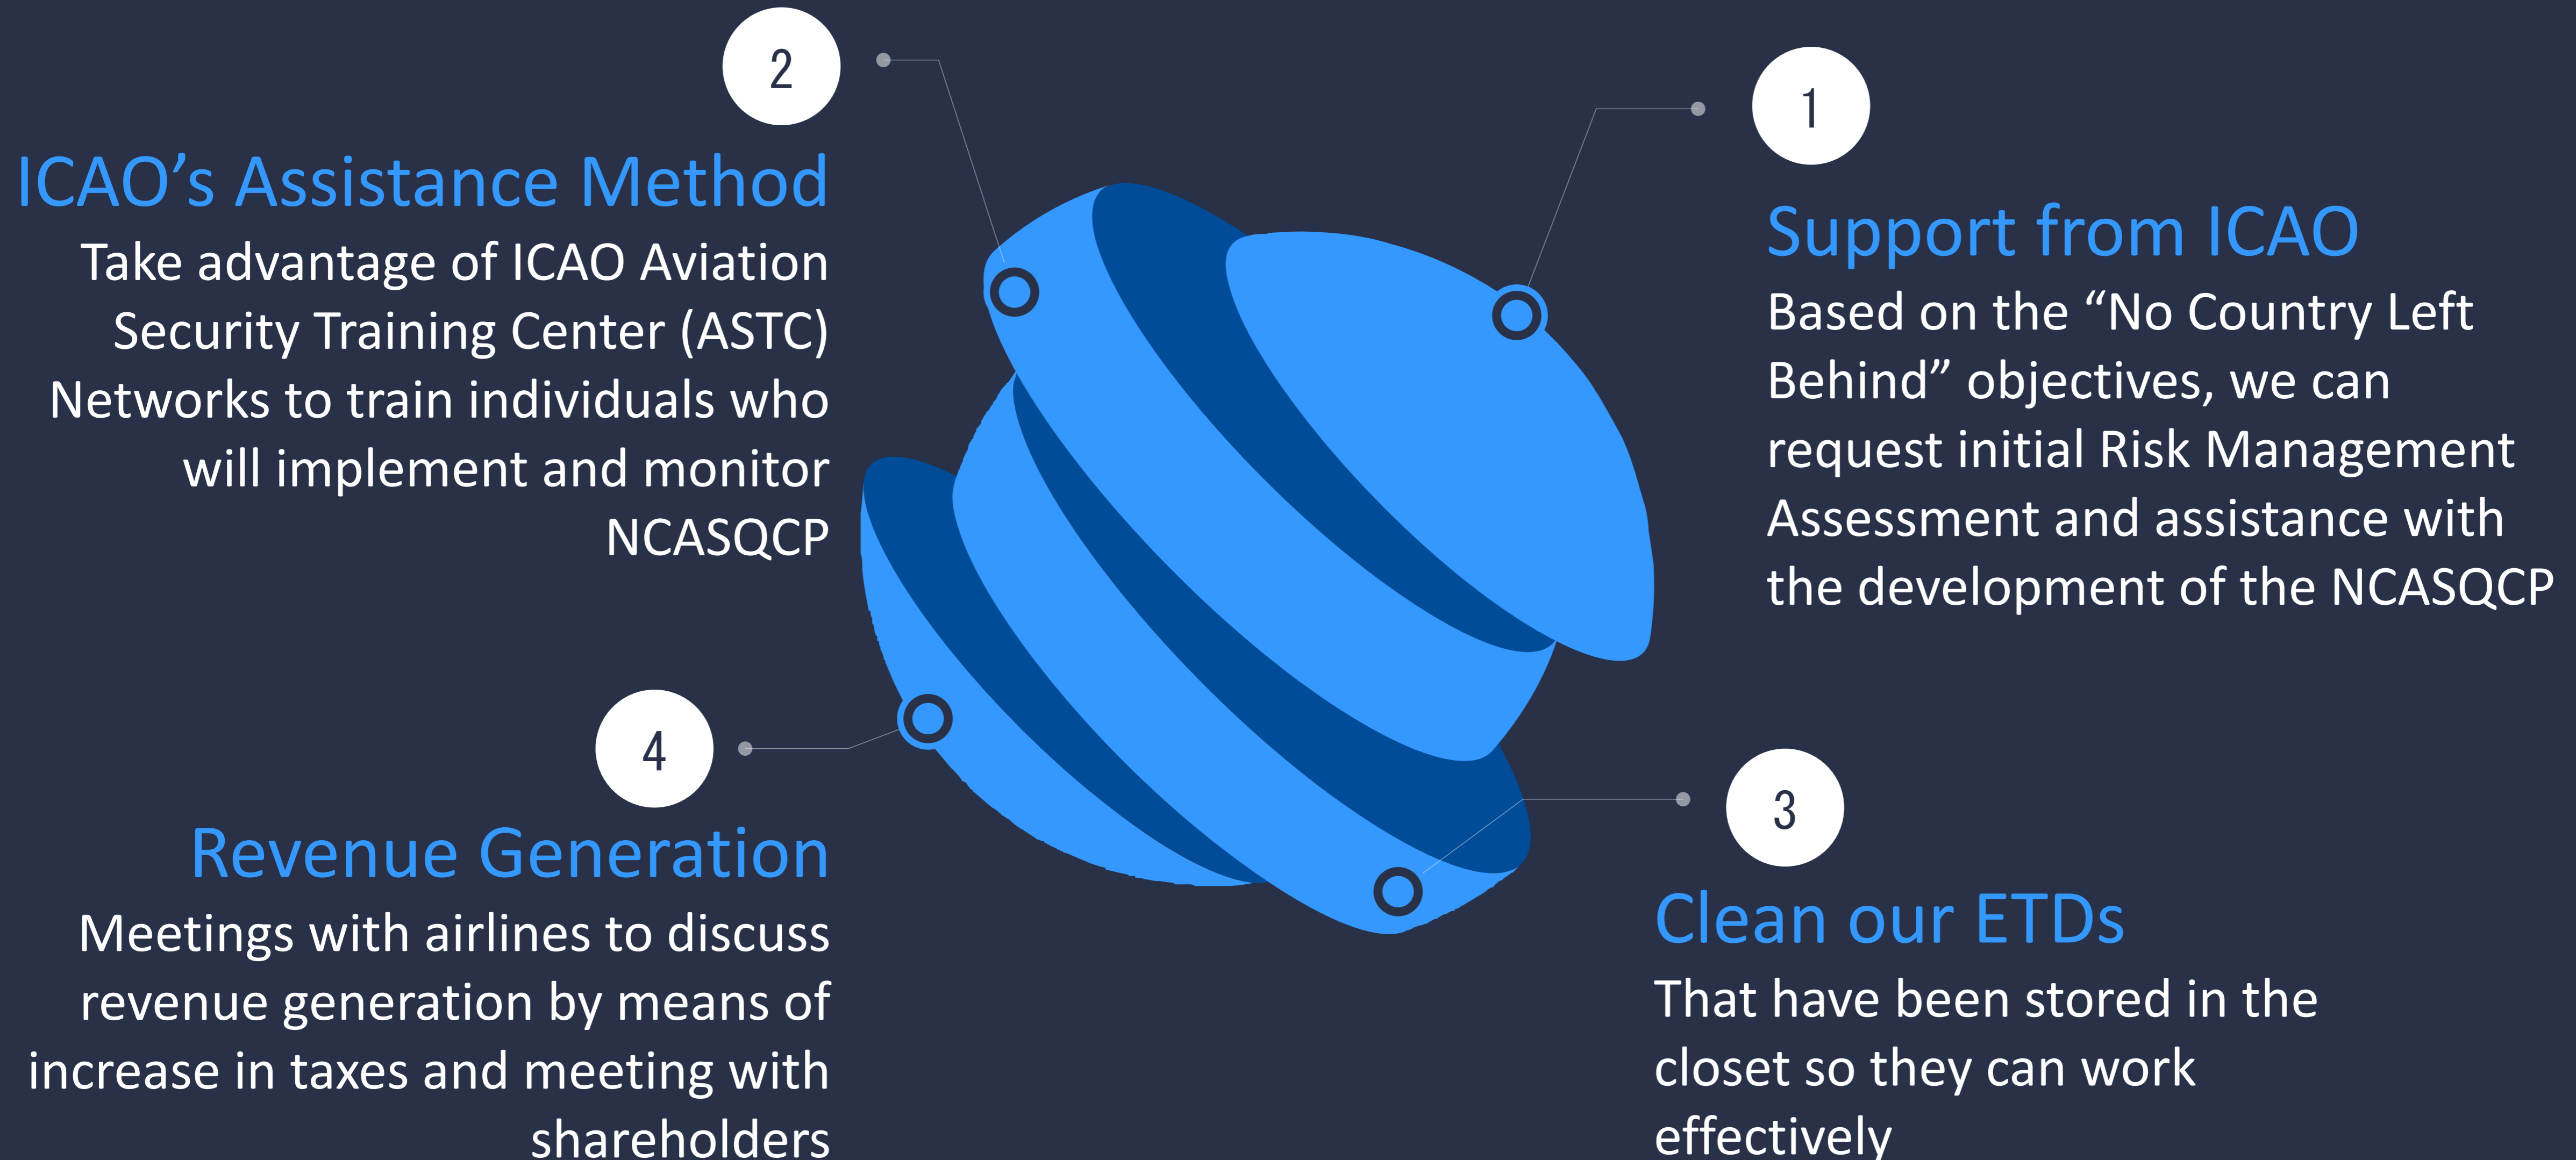 1
Support from ICAO
Based on the “No Country Left
Behind” objectives, we can
request initial Risk Management
Assessment and assistance with
the development of the NCASQCP
2
ICAO’s Assistance Method
Take advantage of ICAO Aviation
Security Training Center (ASTC)
Networks to train individuals who
will implement and monitor
NCASQCP
3
Clean our ETDs
That have been stored in the
closet so they can work
effectively
4
Revenue Generation
Meetings with airlines to discuss
revenue generation by means of
increase in taxes and meeting with
shareholders